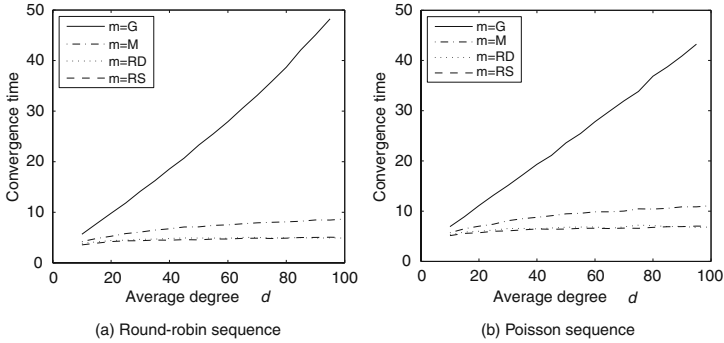 50
40
30
20
10
0
Convergence time
m=G
m=M
m=RD
m=RS
0 20 40 60 80 100
Average degree d
(a) Round-robin sequence
50
40
30
20
10
0
Convergence time
m=G
m=M
m=RD
m=RS
0 20 40 60 80 100
Average degree d
(b) Poisson sequence